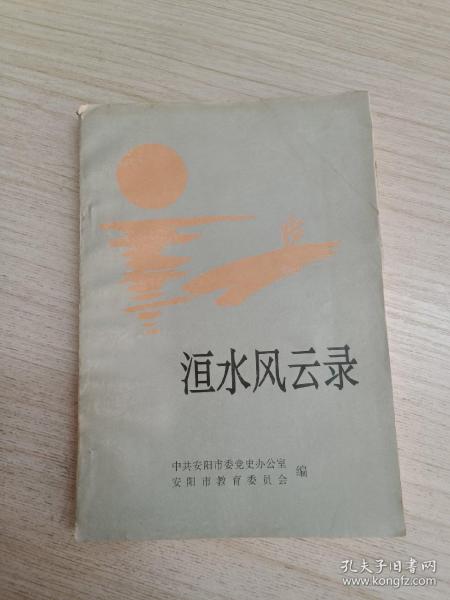 洹水风云录
中共安阳市委党史办公室
安阳市教育委员会
编
孔夫子旧书网
www.kongfz.com